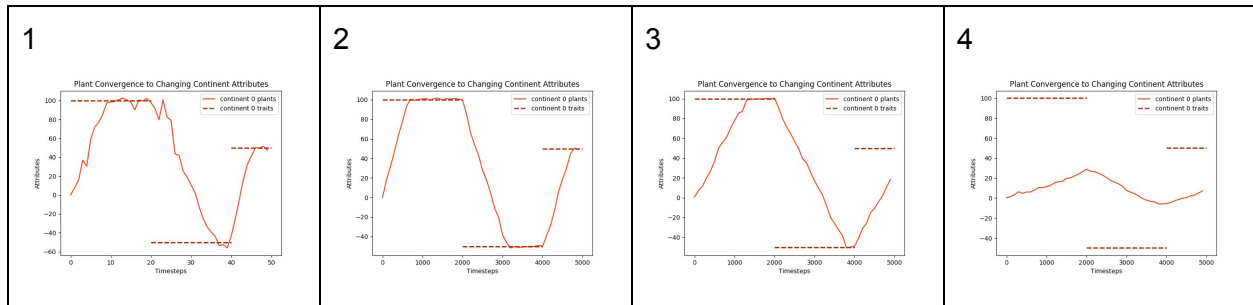 1
Plant Convergence to Changing Continent Attributes
continent 0 plants
continent 0 traits
100
80
60
40
20
0
−20
−40
−60
Attributes
0 10 20 30 40 50
Timesteps
2
Plant Convergence to Changing Continent Attributes
continent 0 plants
continent 0 traits
100
80
60
40
20
0
−20
−40
Attributes
0 1000 2000 3000 4000 5000
Timesteps
3
Plant Convergence to Changing Continent Attributes
continent 0 plants
continent 0 traits
100
80
60
40
20
0
−20
−40
Attributes
0 1000 2000 3000 4000 5000
Timesteps
4
Plant Convergence to Changing Continent Attributes
continent 0 plants
continent 0 traits
100
80
60
40
20
0
−20
−40
Attributes
0 1000 2000 3000 4000 5000
Timesteps